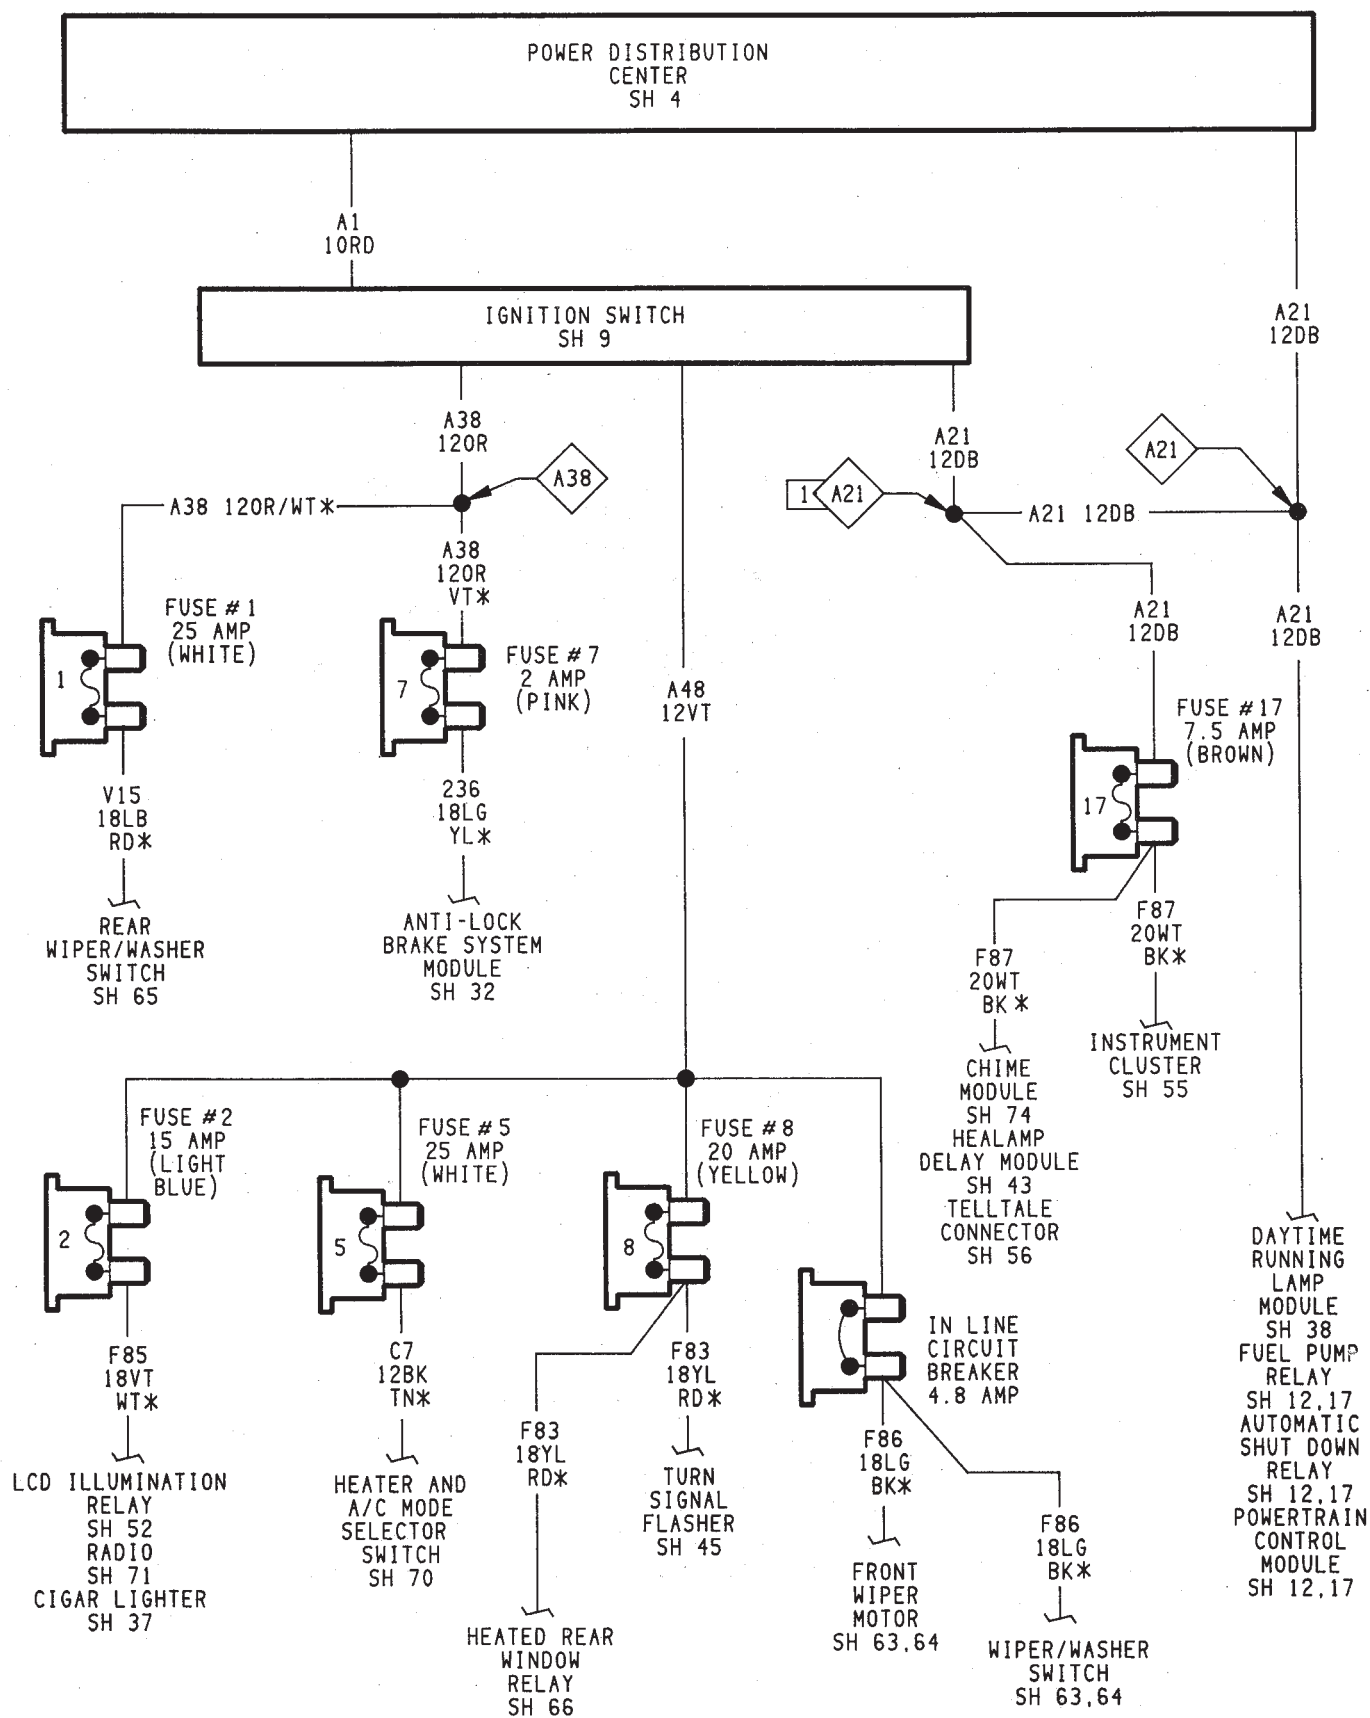 POWER DISTRIBUTION
CENTER
SH 4
A1
10RD
IGNITION SWITCH
SH 9
A21
12DB
A38
12OR
A21
12DB
A21
A38
1
A21
A38 12OR/WT*
A21 12DB
A38
12OR
VT*
FUSE #1
25 AMP
(WHITE)
1
FUSE #7
2 AMP
(PINK)
7
A48
12VT
A21
12DB
A21
12DB
FUSE #17
7.5 AMP
(BROWN)
17
V15
18LB
RD*
236
18LG
YL*
REAR
WIPER/WASHER
SWITCH
SH 65
ANTI-LOCK
BRAKE SYSTEM
MODULE
SH 32
F87
20WT
BK*
F87
20WT
BK*
INSTRUMENT
CLUSTER
SH 55
CHIME
MODULE
SH 74
HEALAMP
DELAY MODULE
SH 43
TELLTALE
CONNECTOR
SH 56
FUSE #2
15 AMP
(LIGHT
BLUE)
2
FUSE #5
25 AMP
(WHITE)
5
FUSE #8
20 AMP
(YELLOW)
8
IN LINE
CIRCUIT
BREAKER
4.8 AMP
DAYTIME
RUNNING
LAMP
MODULE
SH 38
FUEL PUMP
RELAY
SH 12,17
AUTOMATIC
SHUT DOWN
RELAY
SH 12,17
POWERTRAIN
CONTROL
MODULE
SH 12,17
F85
18VT
WT*
C7
12BK
TN*
F83
18YL
RD*
F83
18YL
RD*
F86
18LG
BK*
F86
18LG
BK*
LCD ILLUMINATION
RELAY
SH 52
RADIO
SH 71
CIGAR LIGHTER
SH 37
HEATER AND
A/C MODE
SELECTOR
SWITCH
SH 70
TURN
SIGNAL
FLASHER
SH 45
HEATED REAR
WINDOW
RELAY
SH 66
FRONT
WIPER
MOTOR
SH 63,64
WIPER/WASHER
SWITCH
SH 63,64